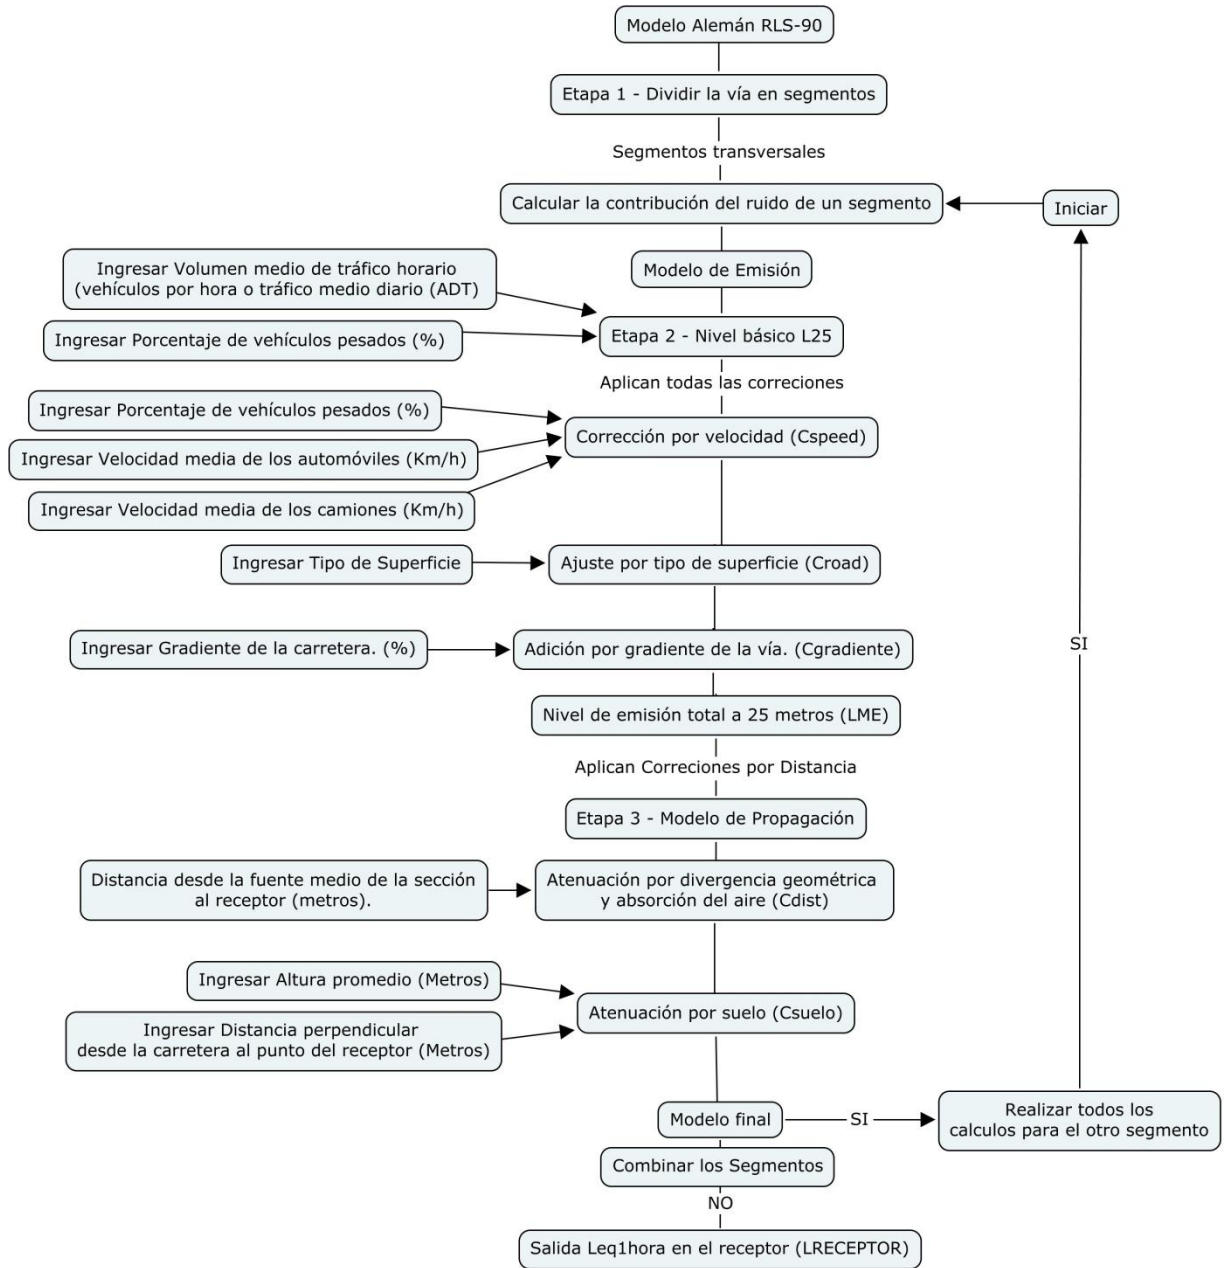 Modelo Alemán RLS-90
Etapa 1 - Dividir la vía en segmentos
Segmentos transversales
Calcular la contribución del ruido de un segmento
Iniciar
Modelo de Emisión
Ingresar Volumen medio de tráfico horario
(vehículos por hora o tráfico medio diario (ADT)
Etapa 2 - Nivel básico L25
Ingresar Porcentaje de vehículos pesados (%)
Aplican todas las correciones
Ingresar Porcentaje de vehículos pesados (%)
Corrección por velocidad (Cspeed)
Ingresar Velocidad media de los automóviles (Km/h)
Ingresar Velocidad media de los camiones (Km/h)
Ingresar Tipo de Superficie
Ajuste por tipo de superficie (Croad)
Ingresar Gradiente de la carretera. (%)
Adición por gradiente de la vía. (Cgradiente)
SI
Nivel de emisión total a 25 metros (LME)
Aplican Correciones por Distancia
Etapa 3 - Modelo de Propagación
Distancia desde la fuente medio de la sección
al receptor (metros).
Atenuación por divergencia geométrica
y absorción del aire (Cdist)
Ingresar Altura promedio (Metros)
Atenuación por suelo (Csuelo)
Ingresar Distancia perpendicular
desde la carretera al punto del receptor (Metros)
Modelo final
SI
Realizar todos los
calculos para el otro segmento
Combinar los Segmentos
NO
Salida Leq1hora en el receptor (LRECEPTOR)